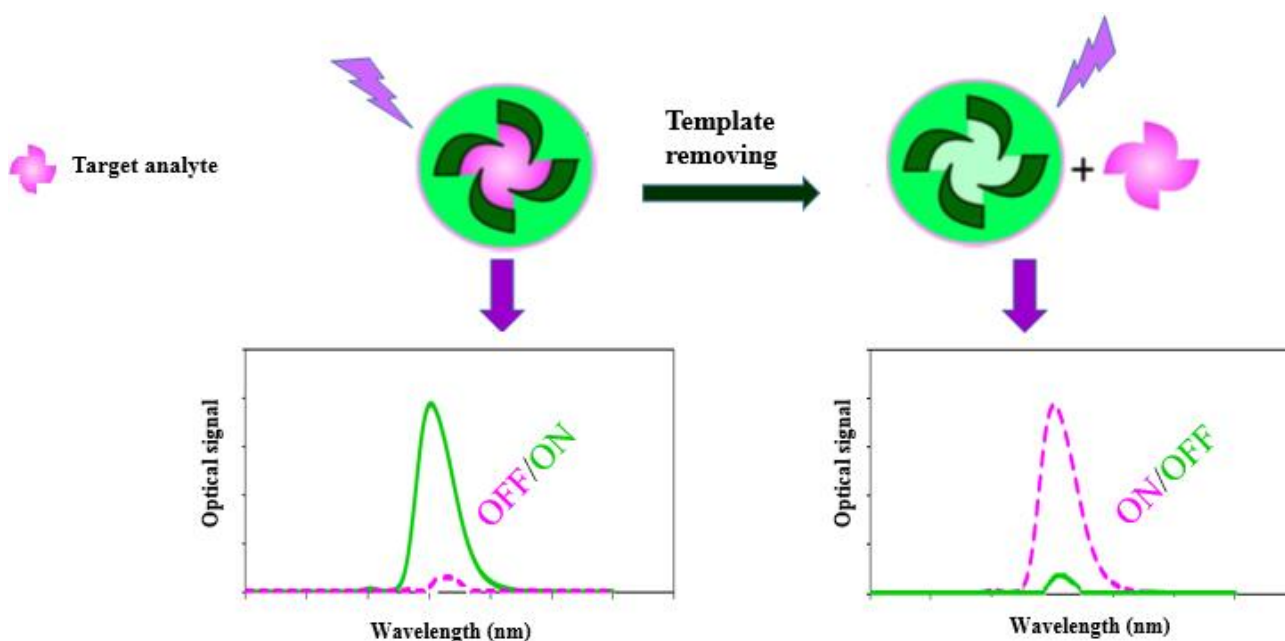 Target analyte
Template
removing
+
Optical signal
OFF/ON
Wavelength (nm)
Optical signal
ON/OFF
Wavelength (nm)